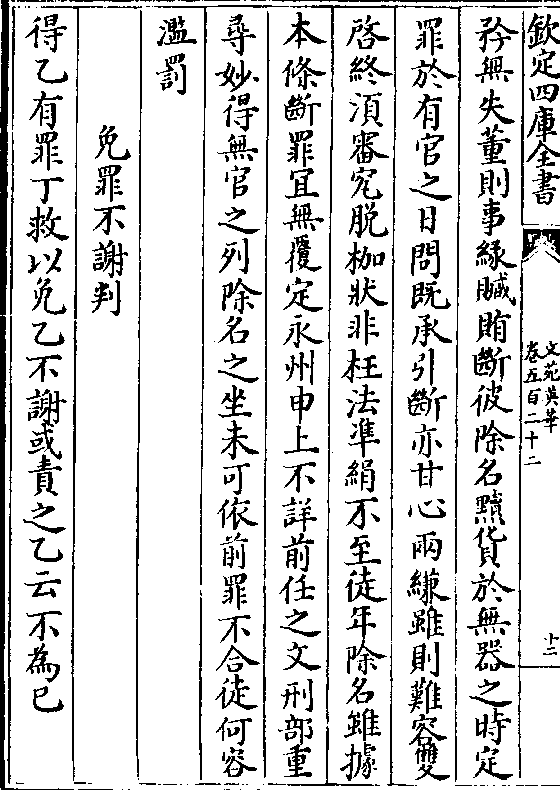 欽定四庫全書
文苑英華
卷五百二十二
十二
矜無失董則事緣贓賄斷彼除名黷貨於無器之時定
罪於有官之日問既承引斷亦甘心兩縑雖則難容雙
啓終須審究脱枷狀非枉法凖絹不至徒年除名雖據
本條斷罪冝無覆定永州申上不詳前任之文刑部重
尋妙得無官之列除名之坐未可依前罪不合徒何容
濫罰
免罪不謝判
得乙有罪丁救以免乙不謝或責之乙云不為已